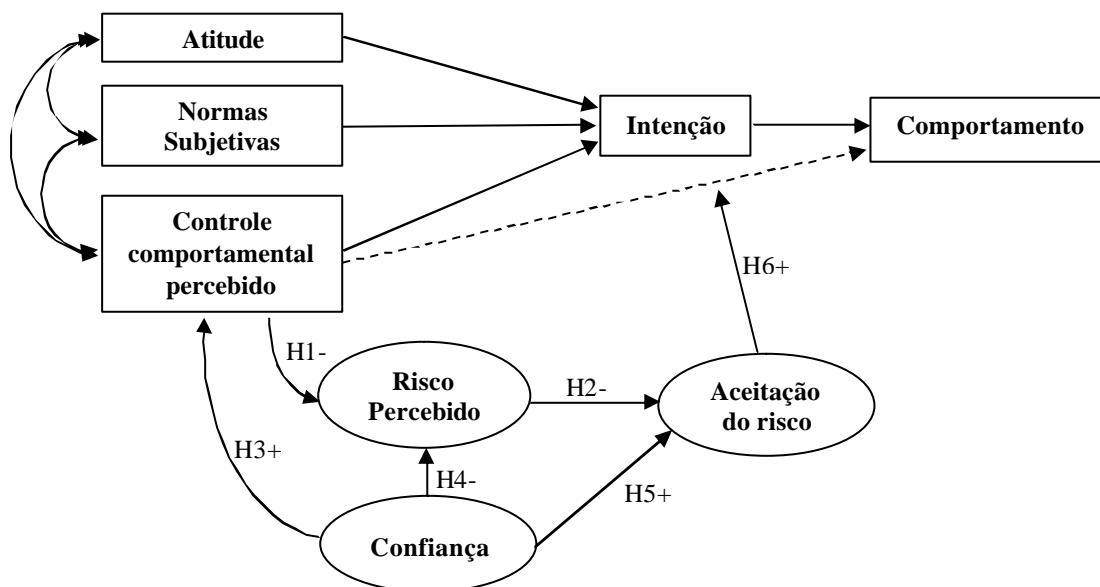 Atitude
Normas
Subjetivas
Intenção
Comportamento
Controle
comportamental
percebido
H6+
H1-
Risco
Percebido
H2-
Aceitação
do risco
H3+
H4-
H5+
Confiança